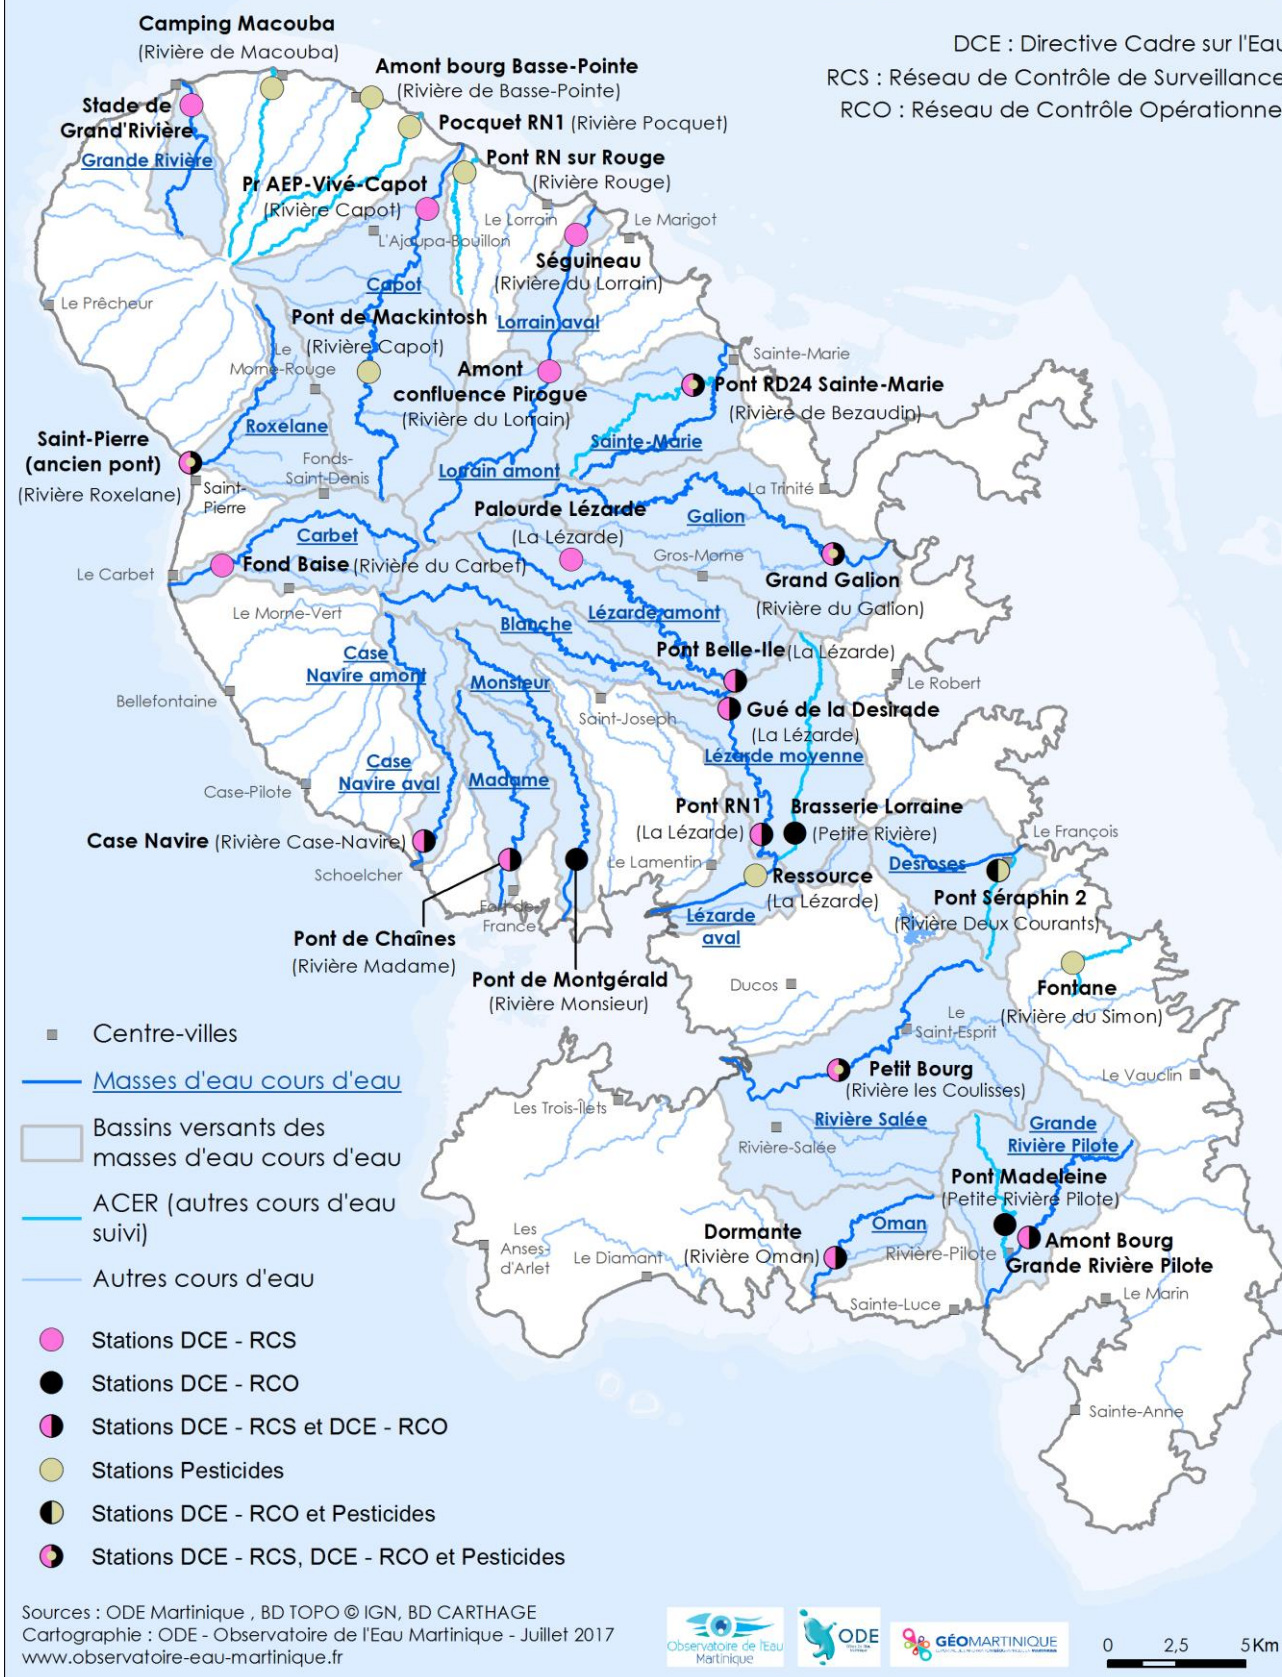 DCE : Directive Cadre sur l'Eau
RCS : Réseau de Contrôle de Surveillance
RCO : Réseau de Contrôle Opérationne
Camping Macouba
(Rivière de Macouba)
Amont bourg Basse-Pointe
(Rivière de Basse-Pointe)
Stade de
Grand'Rivière
Grande Rivière
Pocquet RN1 (Rivière Pocquet)
Pont RN sur Rouge
(Rivière Rouge)
Pr AEP-Vivé-Capot
(Rivière Capot)
Le Lorrain
Le Marigot
L'Ajoupa-Bouillon
Séguineau
(Rivière du Lorrain)
Capot
Le Prêcheur
Pont de Mackintosh
(Rivière Capot)
Lorrain aval
Le
Morne-Rouge
Amont
confluence Pirogue
(Rivière du Lorrain)
Sainte-Marie
Pont RD24 Sainte-Marie
(Rivière de Bezaudin)
Roxelane
Sainte-Marie
Saint-Pierre
(ancien pont)
(Rivière Roxelane)
Saint-
Pierre
Fonds-
Saint-Denis
Lorrain amont
La Trinité
Palourde Lézarde
(La Lézarde)
Galion
Carbet
Gros-Morne
Le Carbet
Fond Baise (Rivière du Carbet)
Grand Galion
(Rivière du Galion)
Le Morne-Vert
Lézarde amont
Blanche
Case
Navire amont
Pont Belle-Ile (La Lézarde)
Monsieur
Le Robert
Bellefontaine
Saint-Joseph
Gué de la Desirade
(La Lézarde)
Lézarde moyenne
Case
Navire aval
Madame
Case-Pilote
Pont RN1
(La Lézarde)
Brasserie Lorraine
(Petite Rivière)
Case Navire (Rivière Case-Navire)
Le François
Schoelcher
Le Lamentin
Desroses
Ressource
(La Lézarde)
Fort-de-
France
Pont Séraphin 2
(Rivière Deux Courants)
Lézarde
aval
Pont de Chaînes
(Rivière Madame)
Pont de Montgérald
(Rivière Monsieur)
Ducos
Fontane
(Rivière du Simon)
Le
Saint-Esprit
Petit Bourg
(Rivière les Coulisses)
Le Vauclin
Les Trois-Îlets
Rivière Salée
Rivière-Salée
Grande
Rivière Pilote
Pont Madeleine
(Petite Rivière Pilote)
Les
Anses-
d'Arlet
Le Diamant
Dormante
(Rivière Oman)
Oman
Rivière-Pilote
Amont Bourg
Grande Rivière Pilote
Sainte-Luce
Le Marin
Sainte-Anne
Centre-villes
Masses d'eau cours d'eau
Bassins versants des
masses d'eau cours d'eau
ACER (autres cours d'eau
suivi)
Autres cours d'eau
Stations DCE - RCS
Stations DCE - RCO
Stations DCE - RCS et DCE - RCO
Stations Pesticides
Stations DCE - RCO et Pesticides
Stations DCE - RCS, DCE - RCO et Pesticides
Sources : ODE Martinique , BD TOPO © IGN, BD CARTHAGE
Cartographie : ODE - Observatoire de l'Eau Martinique - Juillet 2017
www.observatoire-eau-martinique.fr
Observatoire de l'Eau
Martinique
ODE
GÉOMARTINIQUE
0 2,5 5 Km